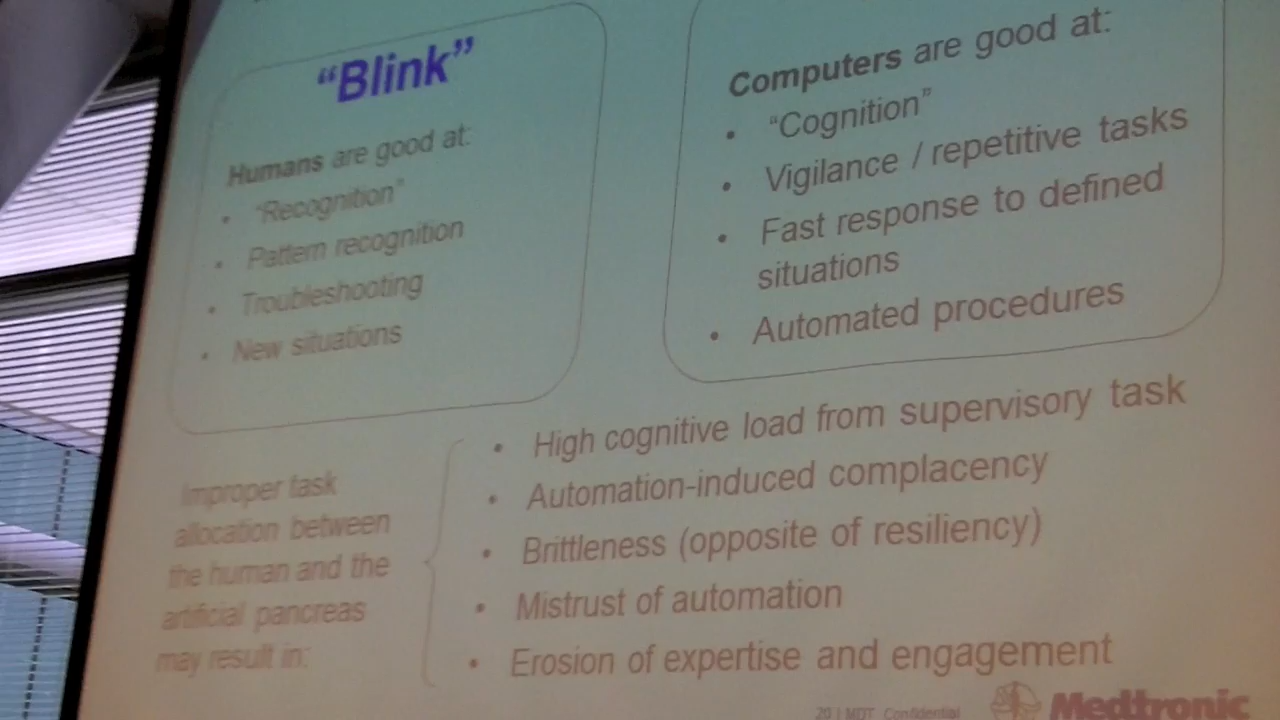 “Blink”
Humans are good at:
• “Recognition”
• Pattern recognition
• Troubleshooting
• New situations
Computers are good at:
• “Cognition”
• Vigilance / repetitive tasks
• Fast response to defined
situations
• Automated procedures
Improper task
allocation between
the human and the
artificial pancreas
may result in:
• High cognitive load from supervisory task
• Automation-induced complacency
• Brittleness (opposite of resiliency)
• Mistrust of automation
• Erosion of expertise and engagement
20 | MDT Confidential
Medtronic